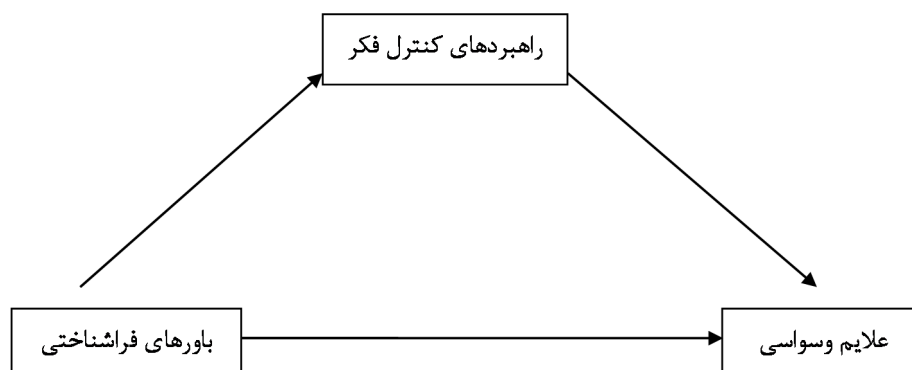 راهبردهای کنترل فکر
باورهای فراشناختی
علایم وسواسی